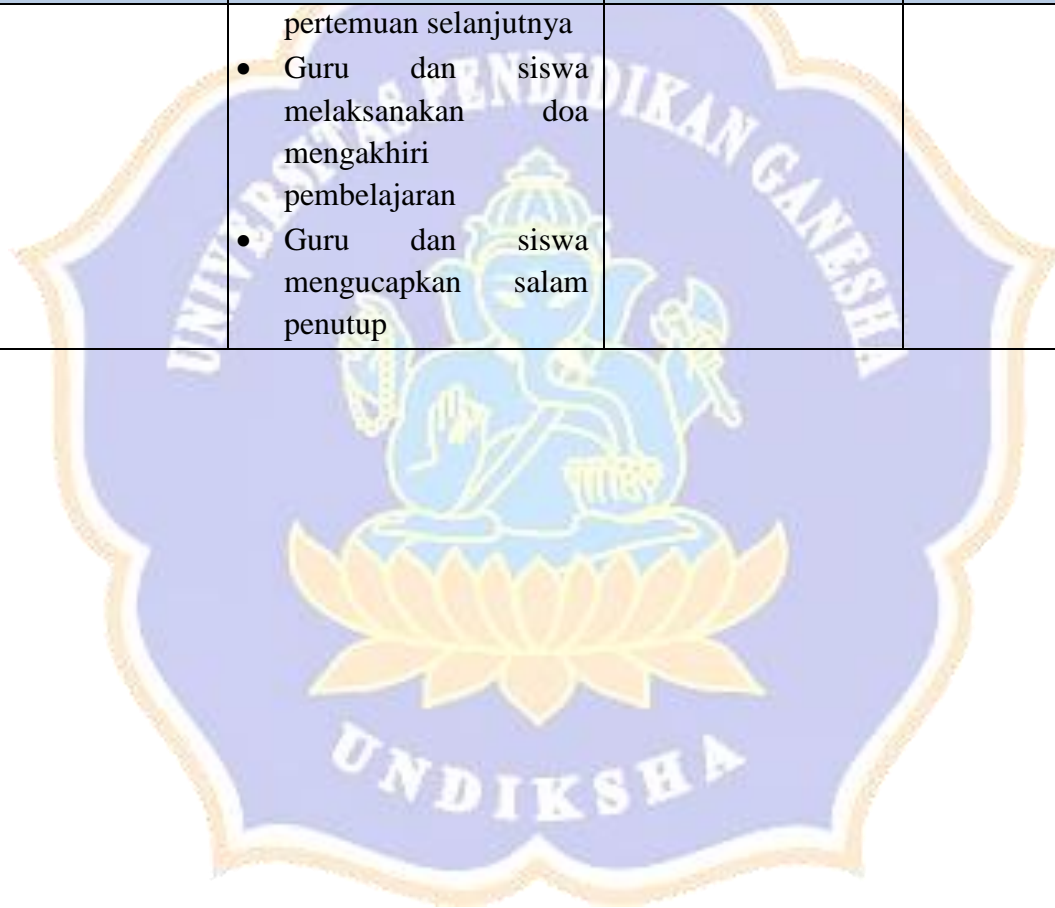 pertemuan selanjutnya
• Guru dan siswa
melaksanakan doa
mengakhiri
pembelajaran
• Guru dan siswa
mengucapkan salam
penutup
UNIVERSITAS PENDIDIKAN GANESHA
UNDIKSHA